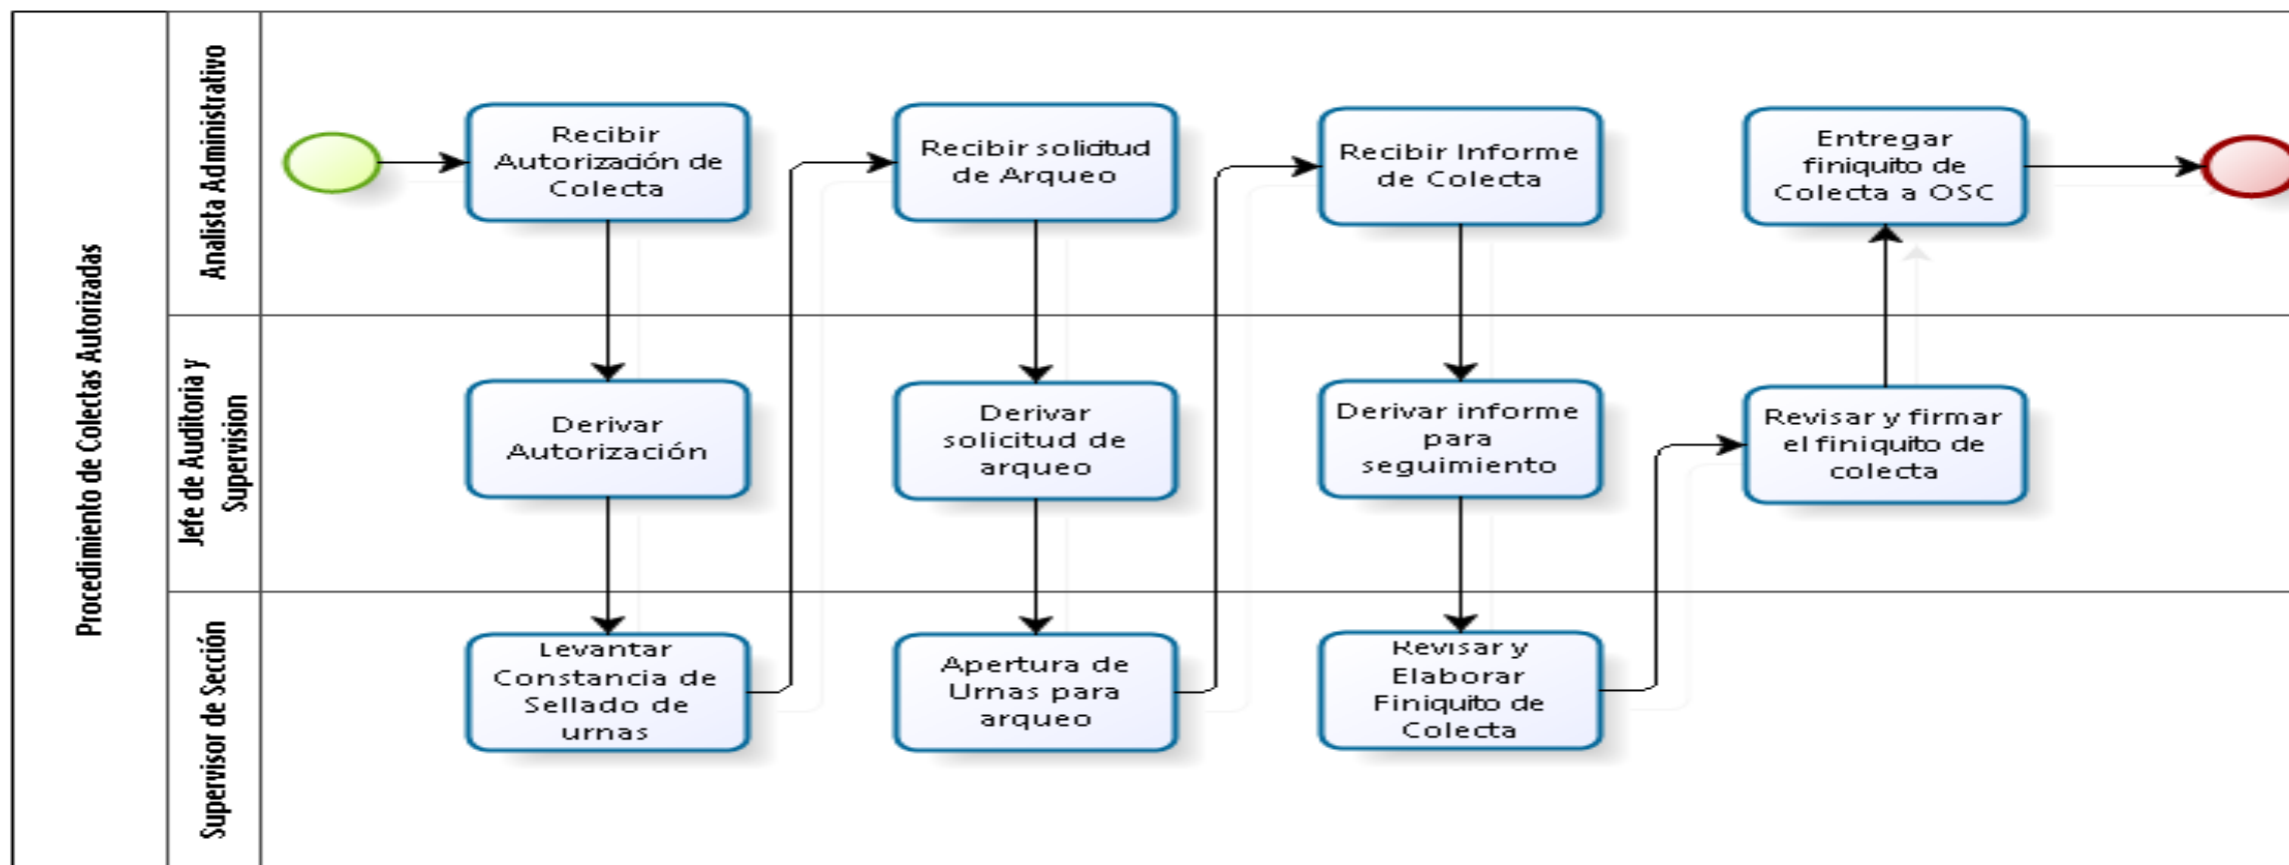 Procedimiento de Colectas Autorizadas
Analista Administrativo
Recibir
Autorización de
Colecta
Recibir solicitud
de Arqueo
Recibir Informe
de Colecta
Entregar
finiquito de
Colecta a OSC
Jefe de Auditoria y
Supervision
Derivar
Autorización
Derivar
solicitud de
arqueo
Derivar informe
para
seguimiento
Revisar y firmar
el finiquito de
colecta
Supervisor de Sección
Levantar
Constancia de
Sellado de
urnas
Apertura de
Urnas para
arqueo
Revisar y
Elaborar
Finiquito de
Colecta